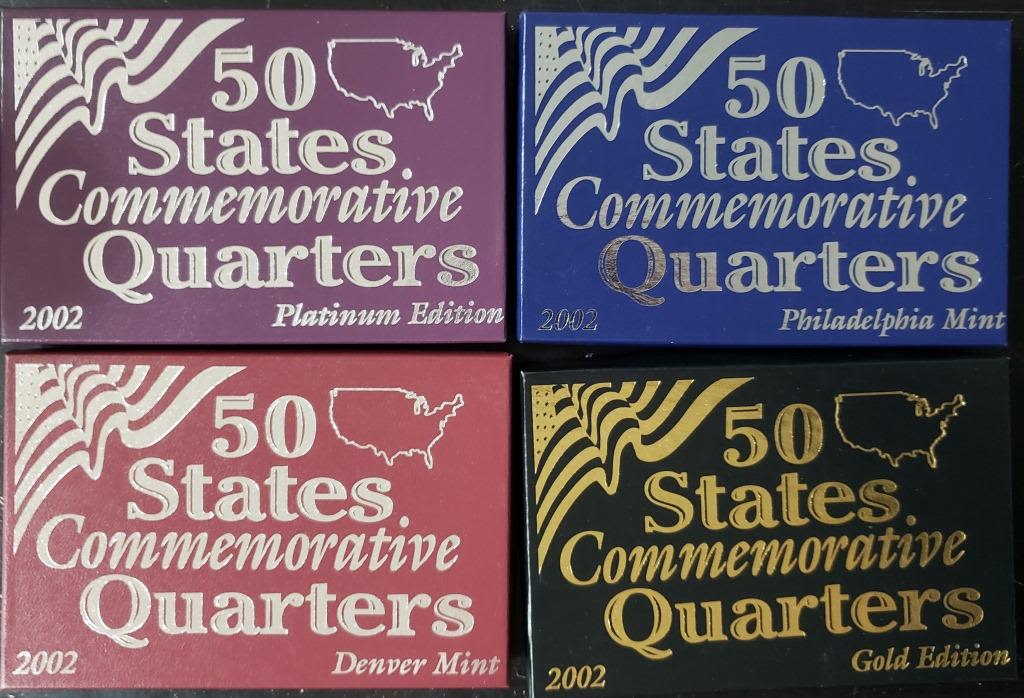 50
States
Commemorative
Quarters
2002 Platinum Edition
50
States
Commemorative
Quarters
2002 Philadelphia Mint
50
States
Commemorative
Quarters
2002 Denver Mint
50
States
Commemorative
Quarters
2002 Gold Edition